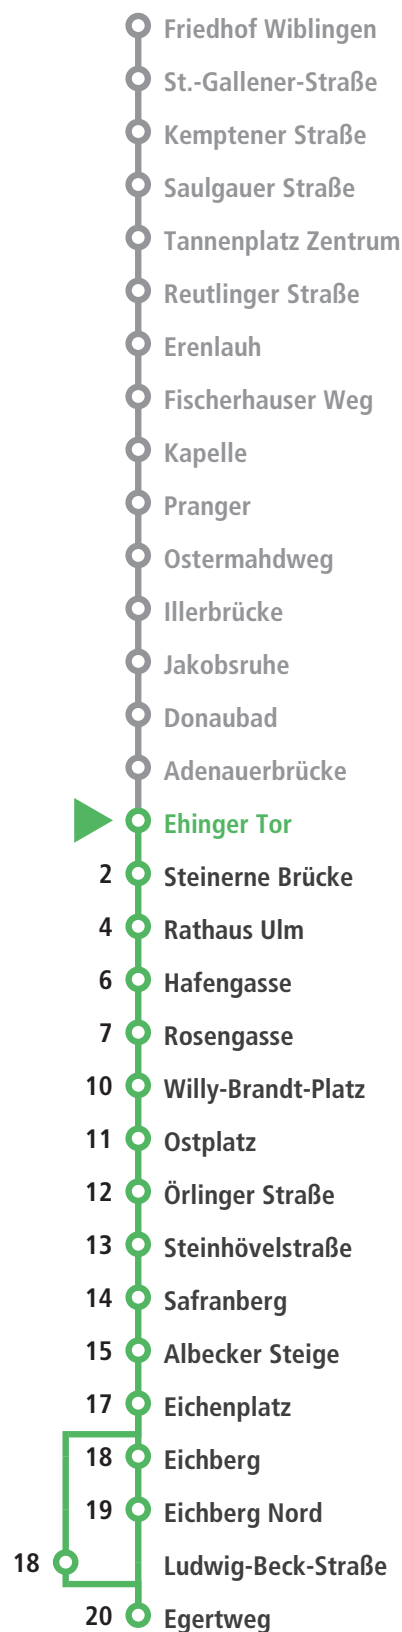 Friedhof Wiblingen
St.-Gallener-Straße
Kemptener Straße
Saulgauer Straße
Tannenplatz Zentrum
Reutlinger Straße
Erenlauh
Fischerhauser Weg
Kapelle
Pranger
Ostermahdweg
Illerbrücke
Jakobsruhe
Donaubad
Adenauerbrücke
Ehinger Tor
2 Steinerne Brücke
4 Rathaus Ulm
6 Hafengasse
7 Rosengasse
10 Willy-Brandt-Platz
11 Ostplatz
12 Örlinger Straße
13 Steinhövelstraße
14 Safranberg
15 Albecker Steige
17 Eichenplatz
18 Eichberg
19 Eichberg Nord
18 Ludwig-Beck-Straße
20 Egertweg